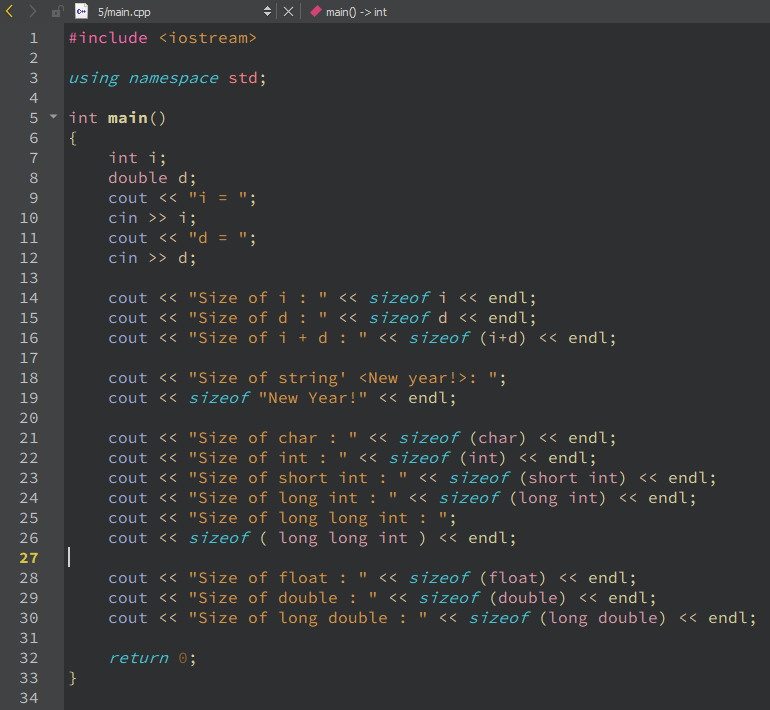 5/main.cpp main() -> int
1 #include <iostream>
2
3 using namespace std;
4
5 int main()
6 {
7 int i;
8 double d;
9 cout << "i = ";
10 cin >> i;
11 cout << "d = ";
12 cin >> d;
13
14 cout << "Size of i : " << sizeof i << endl;
15 cout << "Size of d : " << sizeof d << endl;
16 cout << "Size of i + d : " << sizeof (i+d) << endl;
17
18 cout << "Size of string' <New year!>: ";
19 cout << sizeof "New Year!" << endl;
20
21 cout << "Size of char : " << sizeof (char) << endl;
22 cout << "Size of int : " << sizeof (int) << endl;
23 cout << "Size of short int : " << sizeof (short int) << endl;
24 cout << "Size of long int : " << sizeof (long int) << endl;
25 cout << "Size of long long int : ";
26 cout << sizeof ( long long int ) << endl;
27
28 cout << "Size of float : " << sizeof (float) << endl;
29 cout << "Size of double : " << sizeof (double) << endl;
30 cout << "Size of long double : " << sizeof (long double) << endl;
31
32 return 0;
33 }
34